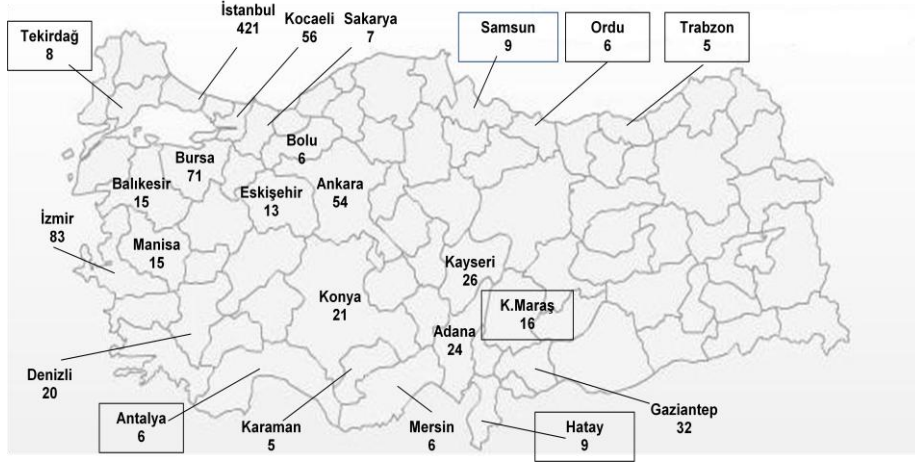 İstanbul
421
Kocaeli
56
Sakarya
7
Tekirdağ
8
Samsun
9
Ordu
6
Trabzon
5
Bolu
6
Bursa
71
Balıkesir
15
Eskişehir
13
Ankara
54
İzmir
83
Manisa
15
Kayseri
26
Konya
21
K.Maraş
16
Adana
24
Denizli
20
Antalya
6
Karaman
5
Mersin
6
Hatay
9
Gaziantep
32